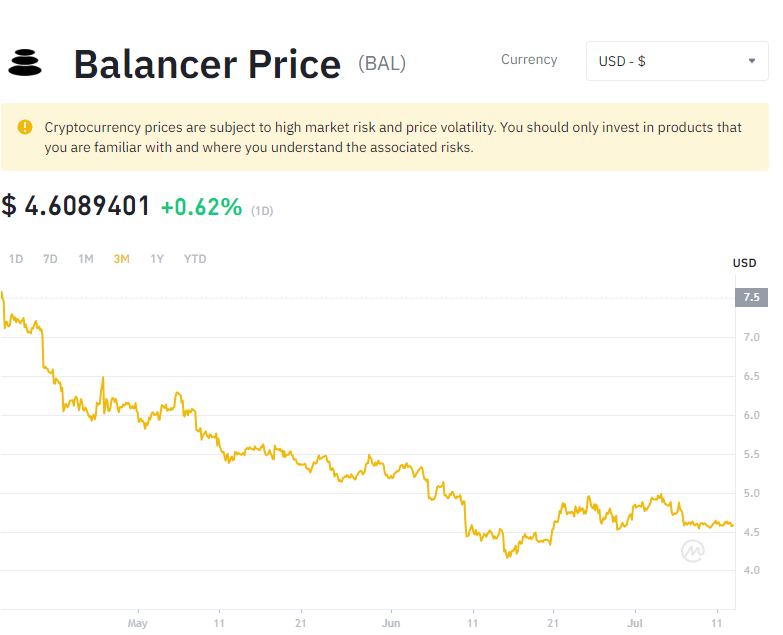 Balancer Price (BAL)
Currency
USD - $
Cryptocurrency prices are subject to high market risk and price volatility. You should only invest in products that
you are familiar with and where you understand the associated risks.
$ 4.6089401 +0.62% (1D)
1D 7D 1M 3M 1Y YTD
USD
7.5
7.0
6.5
6.0
5.5
5.0
4.5
4.0
May 11 21 Jun 11 21 Jul 11